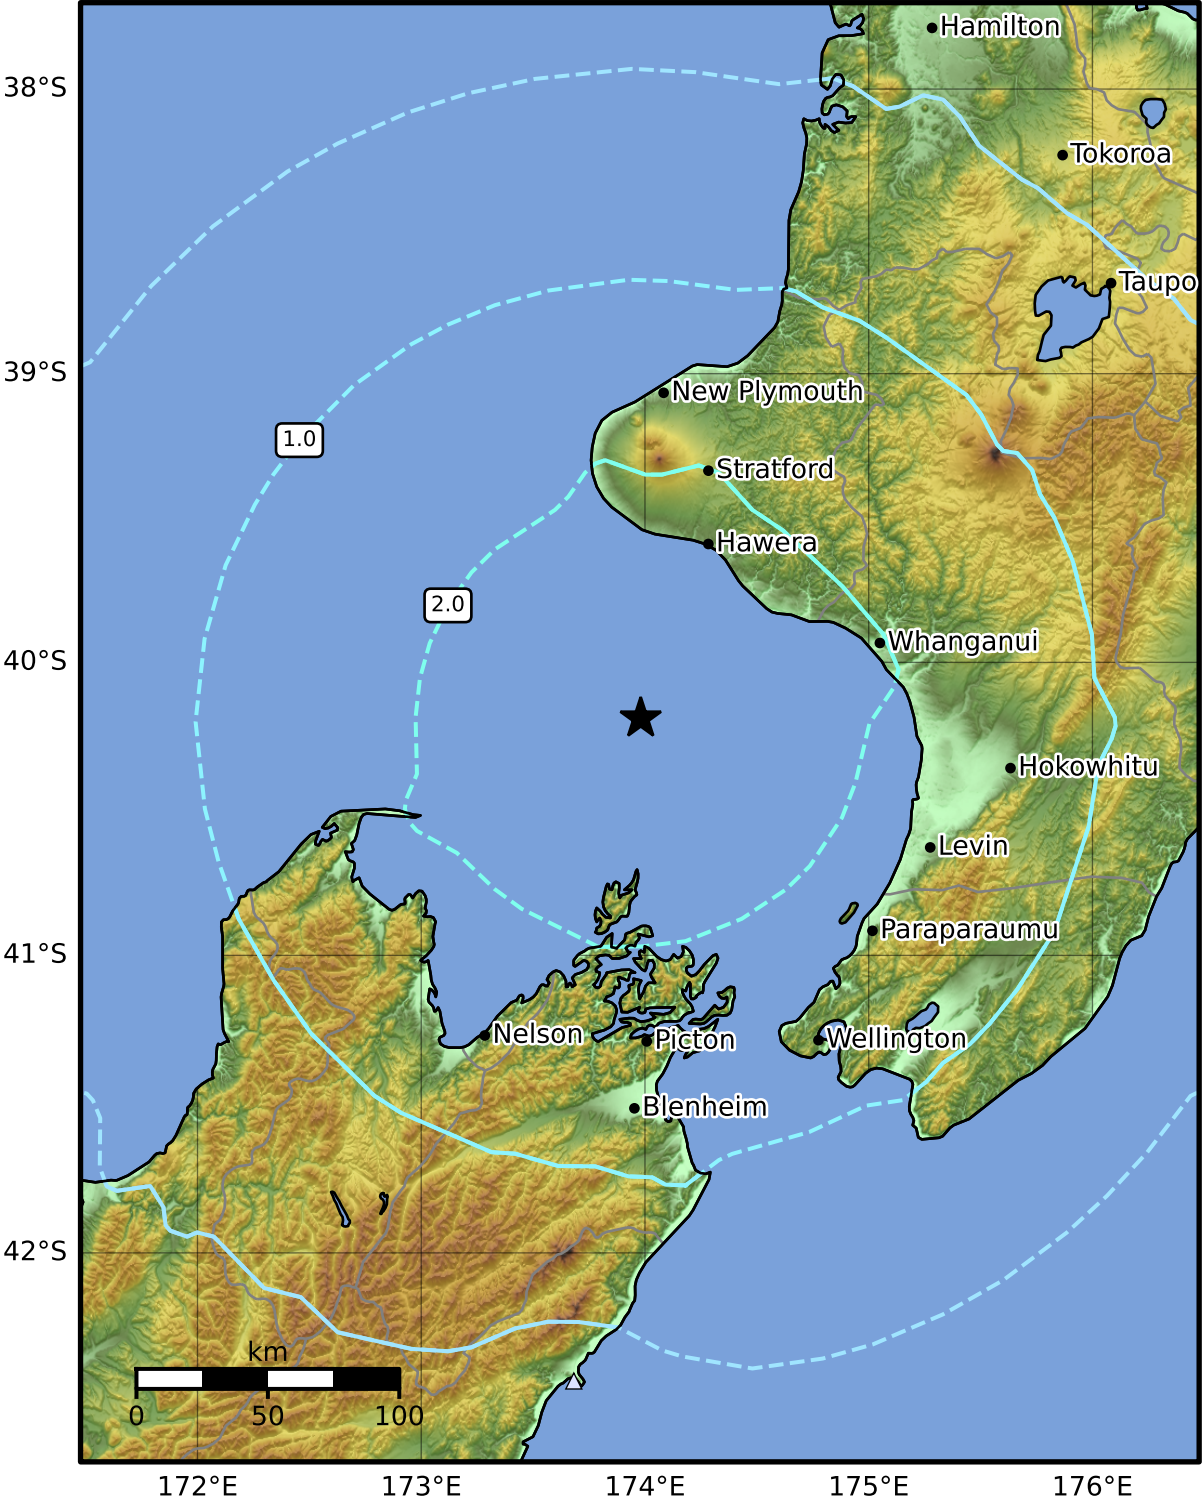 Hamilton
38°S
Tokoroa
Taupo
39°S
New Plymouth
1.0
Stratford
Hawera
2.0
Whanganui
40°S
Hokowhitu
Levin
Paraparaumu
41°S
Nelson
Picton
Wellington
Blenheim
42°S
km
0 50 100
172°E 173°E 174°E 175°E 176°E